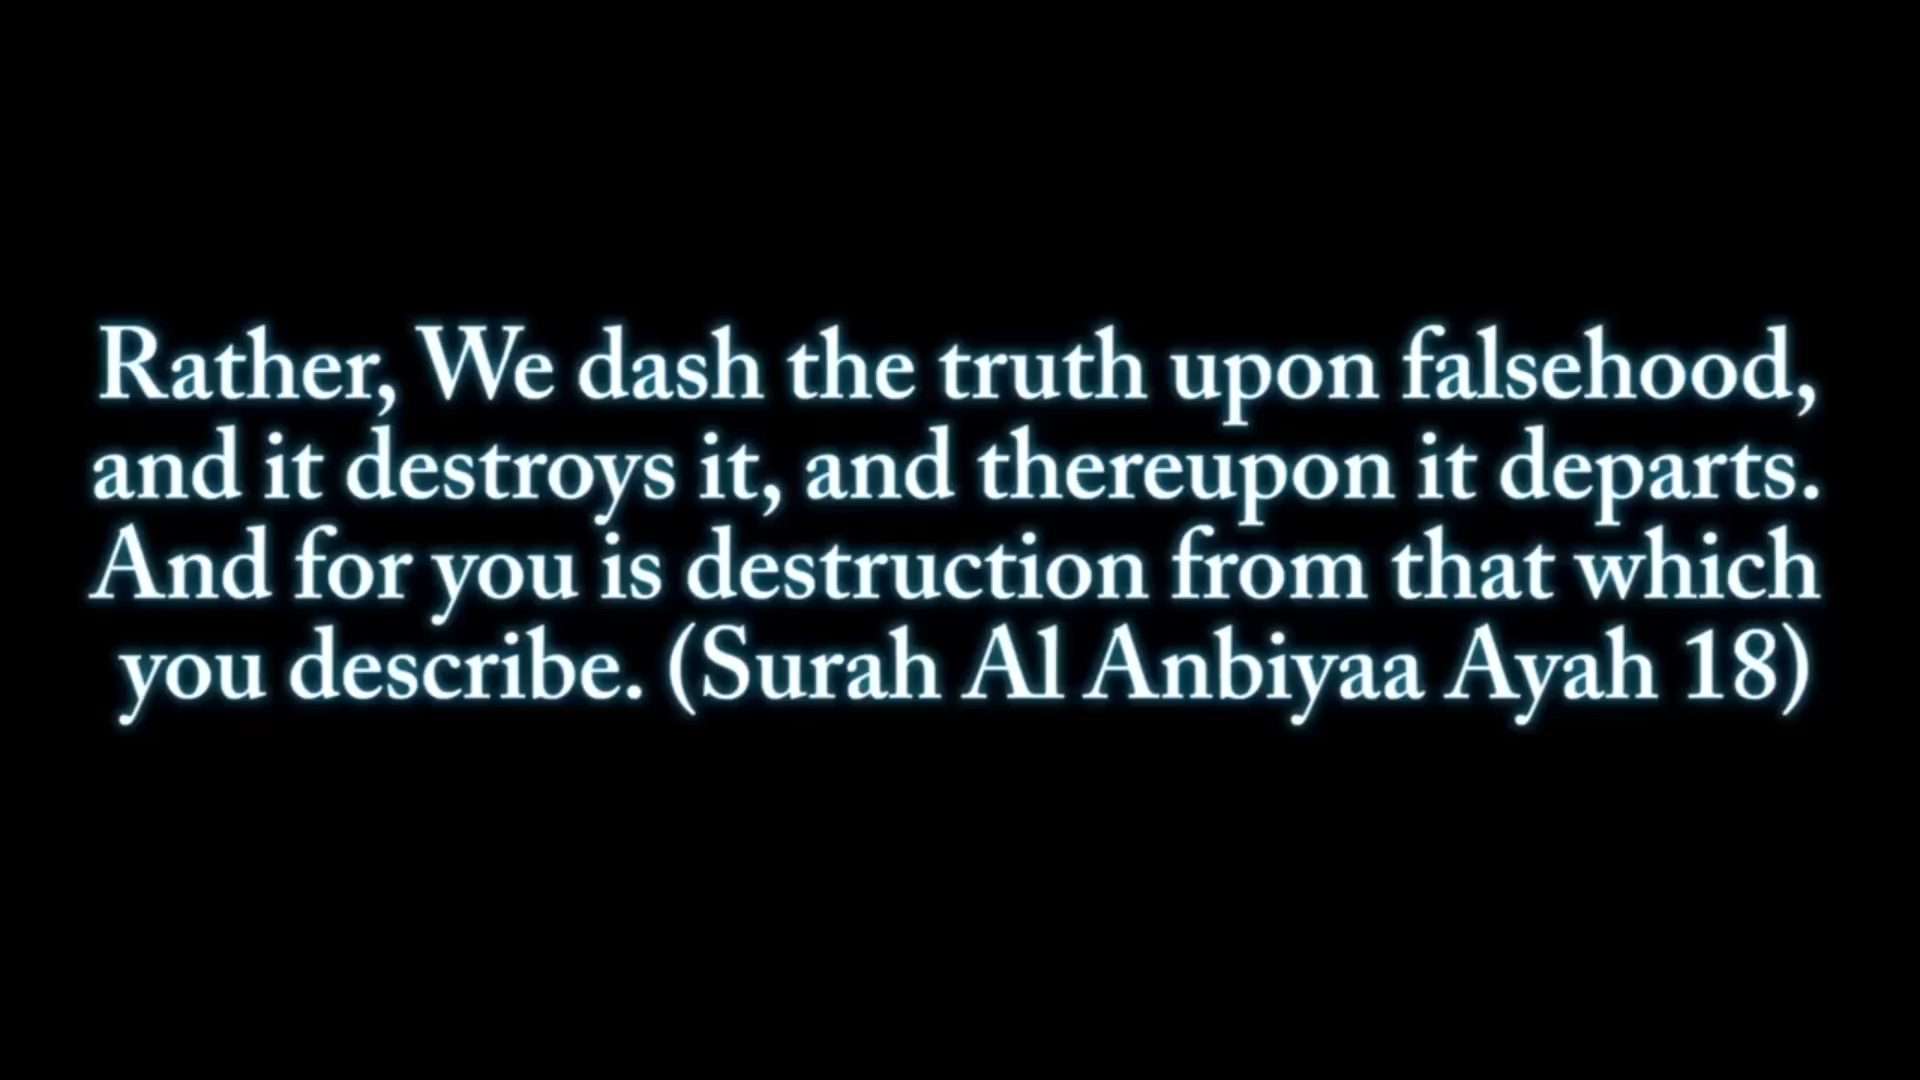 Rather, We dash the truth upon falsehood,
and it destroys it, and thereupon it departs.
And for you is destruction from that which
you describe. (Surah Al Anbiyaa Ayah 18)